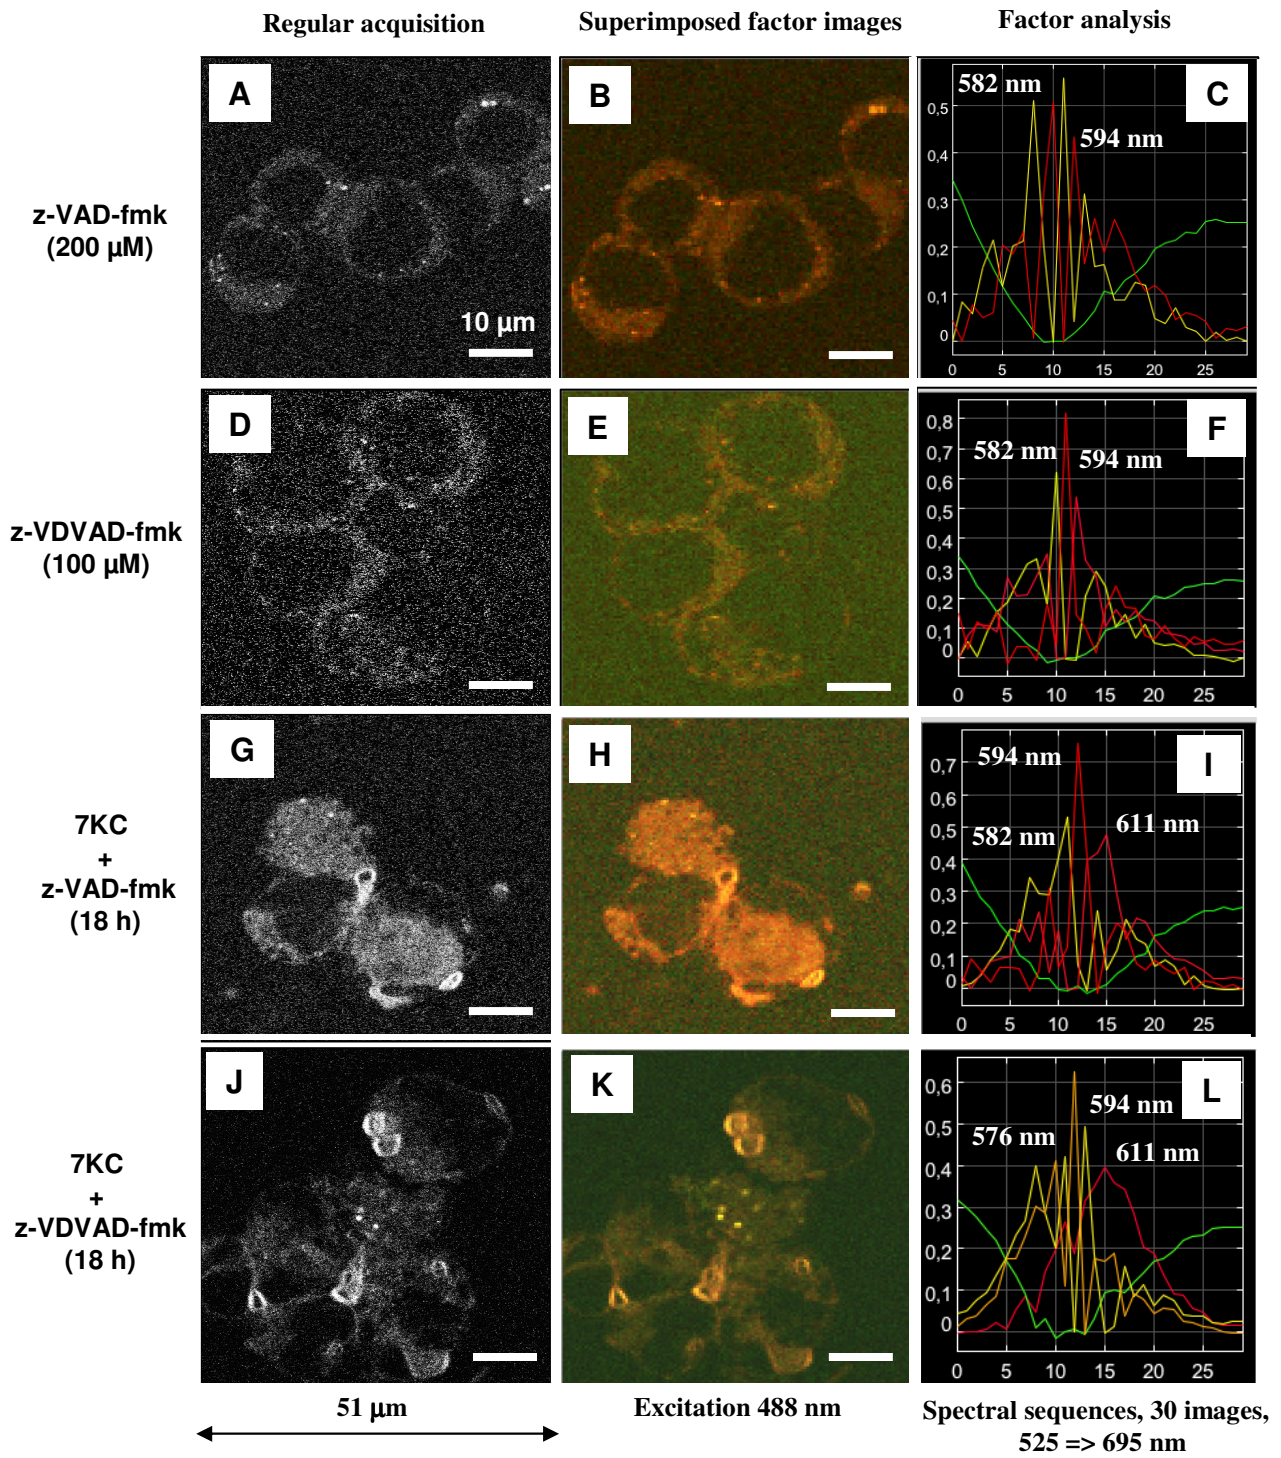 Regular acquisition
Superimposed factor images
Factor analysis
z-VAD-fmk
(200 µM)
A
10 µm
B
C
582 nm
594 nm
0,5
0,4
0,3
0,2
0,1
0
0 5 10 15 20 25
z-VDVAD-fmk
(100 µM)
D
E
F
582 nm
594 nm
0,8
0,7
0,6
0,5
0,4
0,3
0,2
0,1
0
0 5 10 15 20 25
7KC
+
z-VAD-fmk
(18 h)
G
H
I
594 nm
582 nm
611 nm
0,7
0,6
0,5
0,4
0,3
0,2
0,1
0
0 5 10 15 20 25
7KC
+
z-VDVAD-fmk
(18 h)
J
K
L
594 nm
576 nm
611 nm
0,6
0,5
0,4
0,3
0,2
0,1
0
0 5 10 15 20 25
51 µm
Excitation 488 nm
Spectral sequences, 30 images,
525 => 695 nm